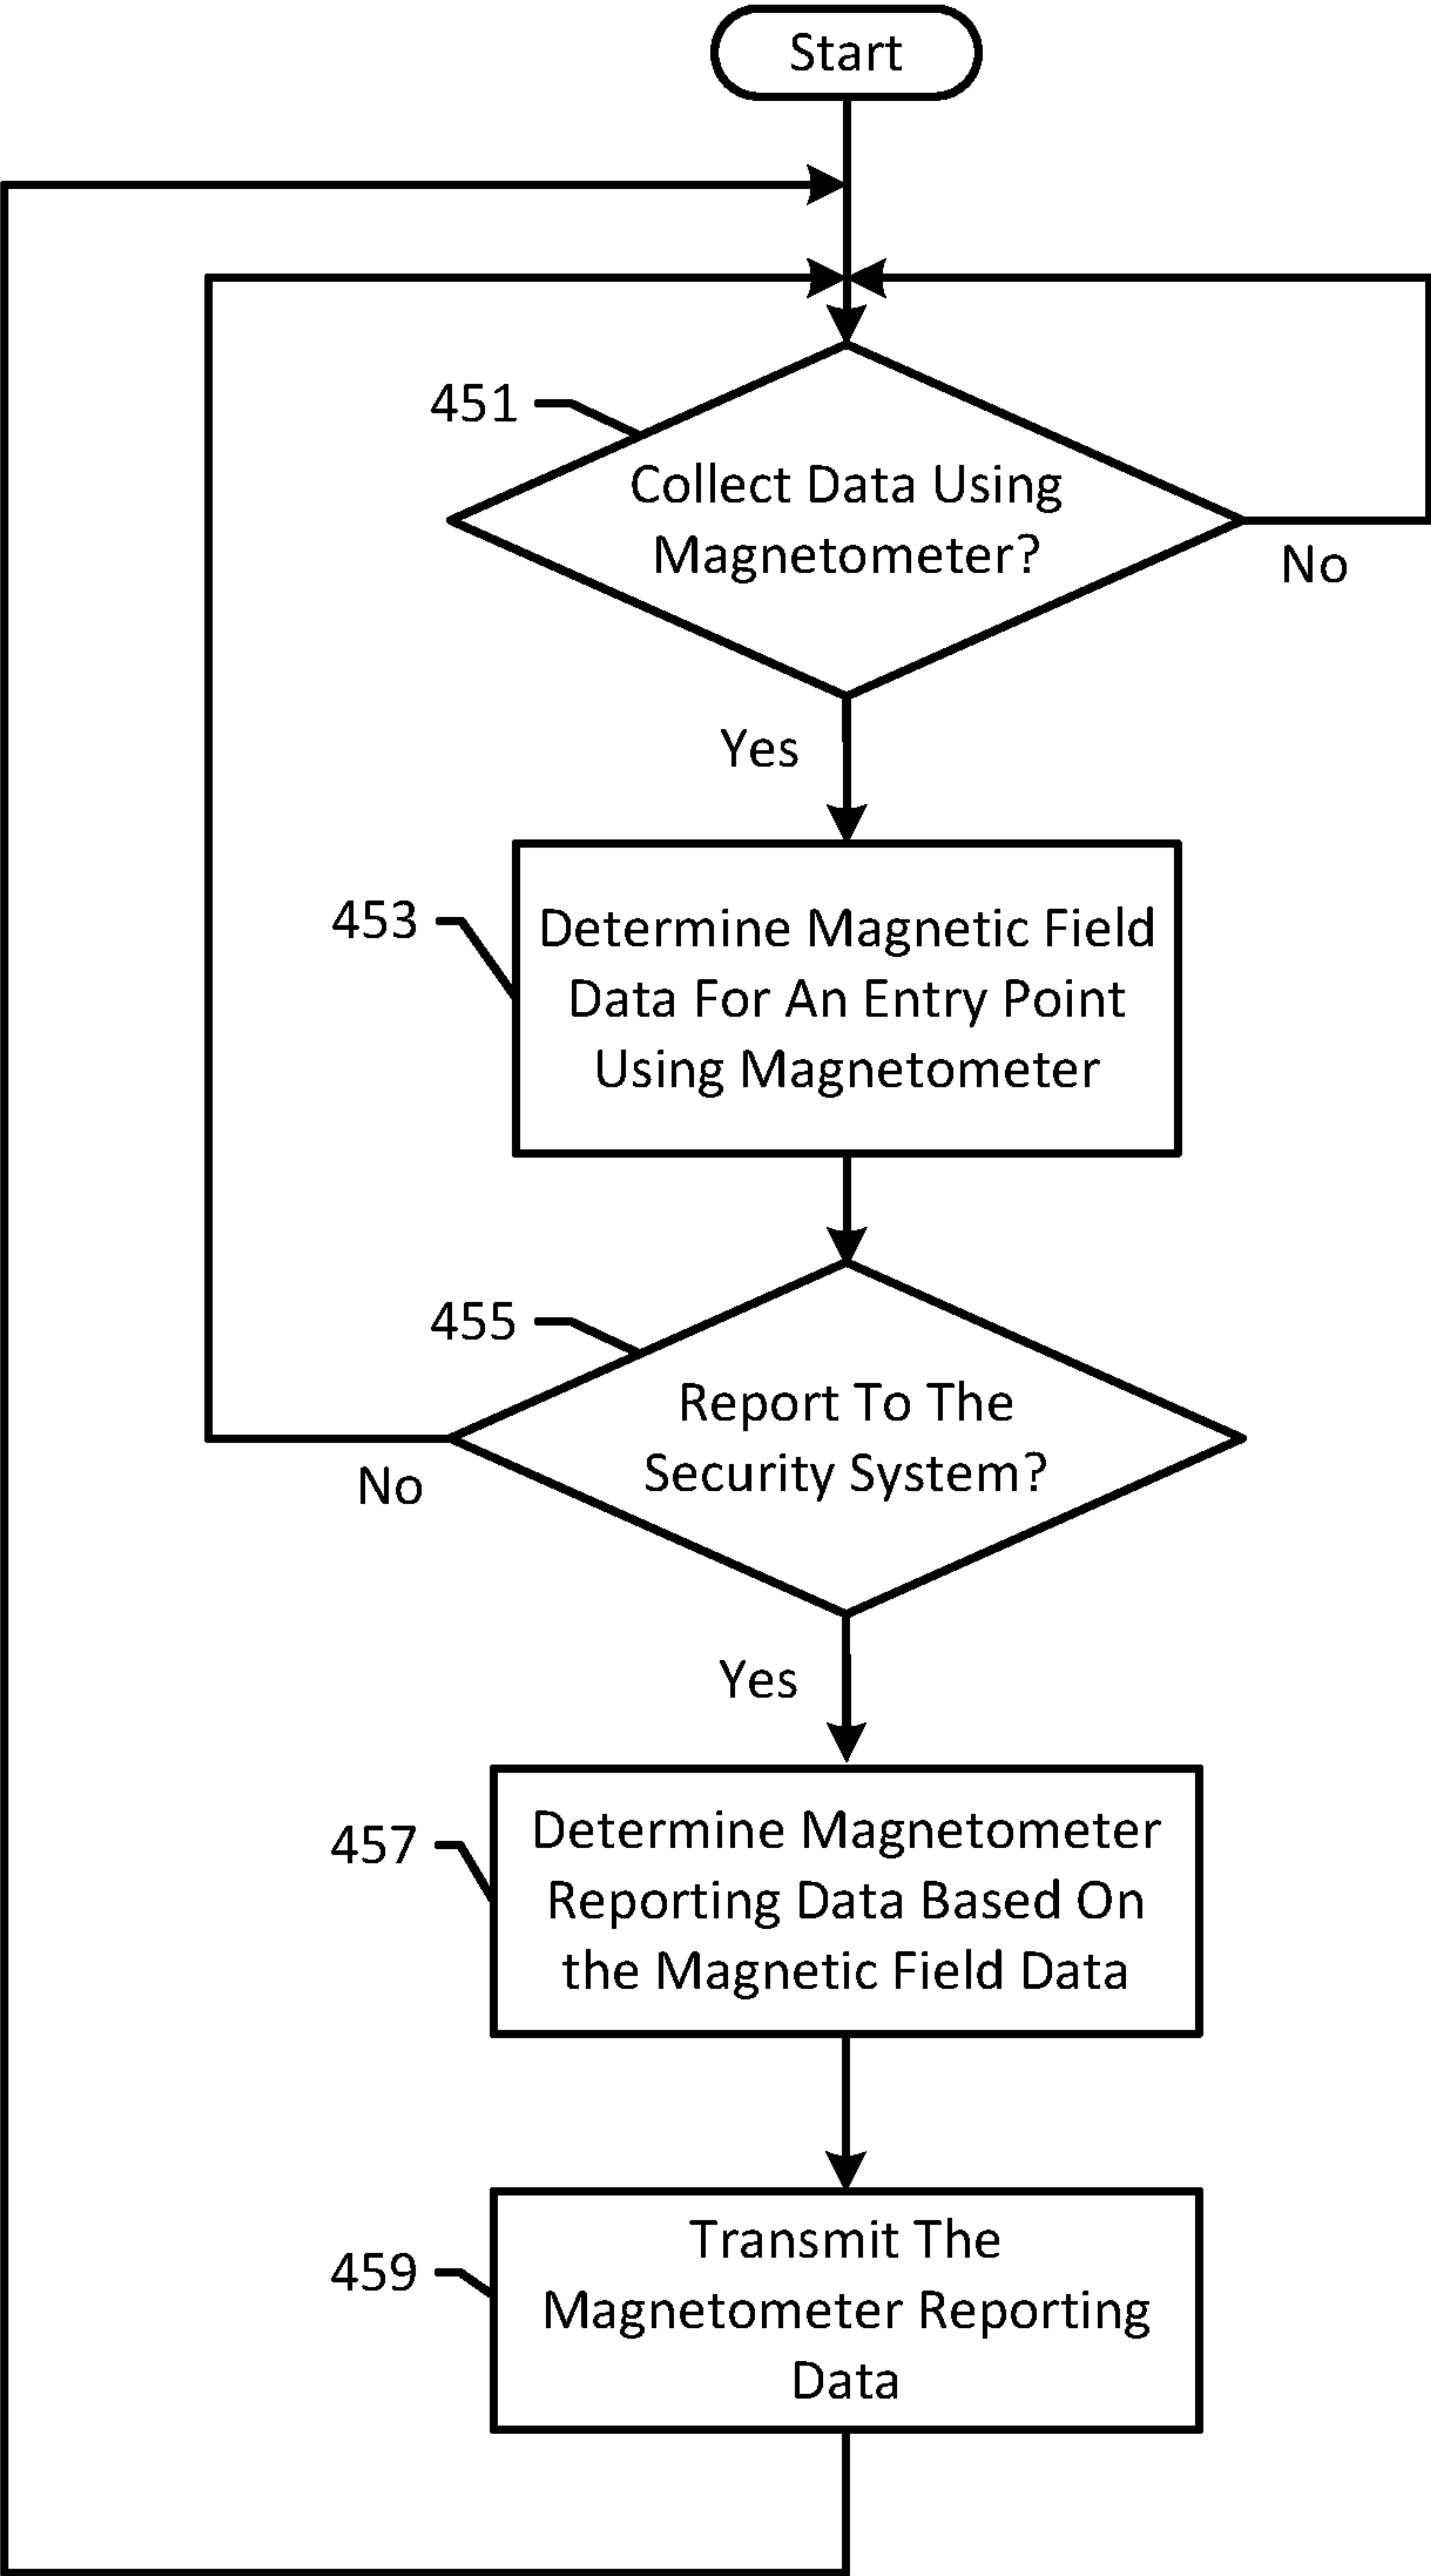 Start
451
Collect Data Using
Magnetometer?
No
Yes
453
Determine Magnetic Field
Data For An Entry Point
Using Magnetometer
455
Report To The
Security System?
No
Yes
457
Determine Magnetometer
Reporting Data Based On
the Magnetic Field Data
459
Transmit The
Magnetometer Reporting
Data